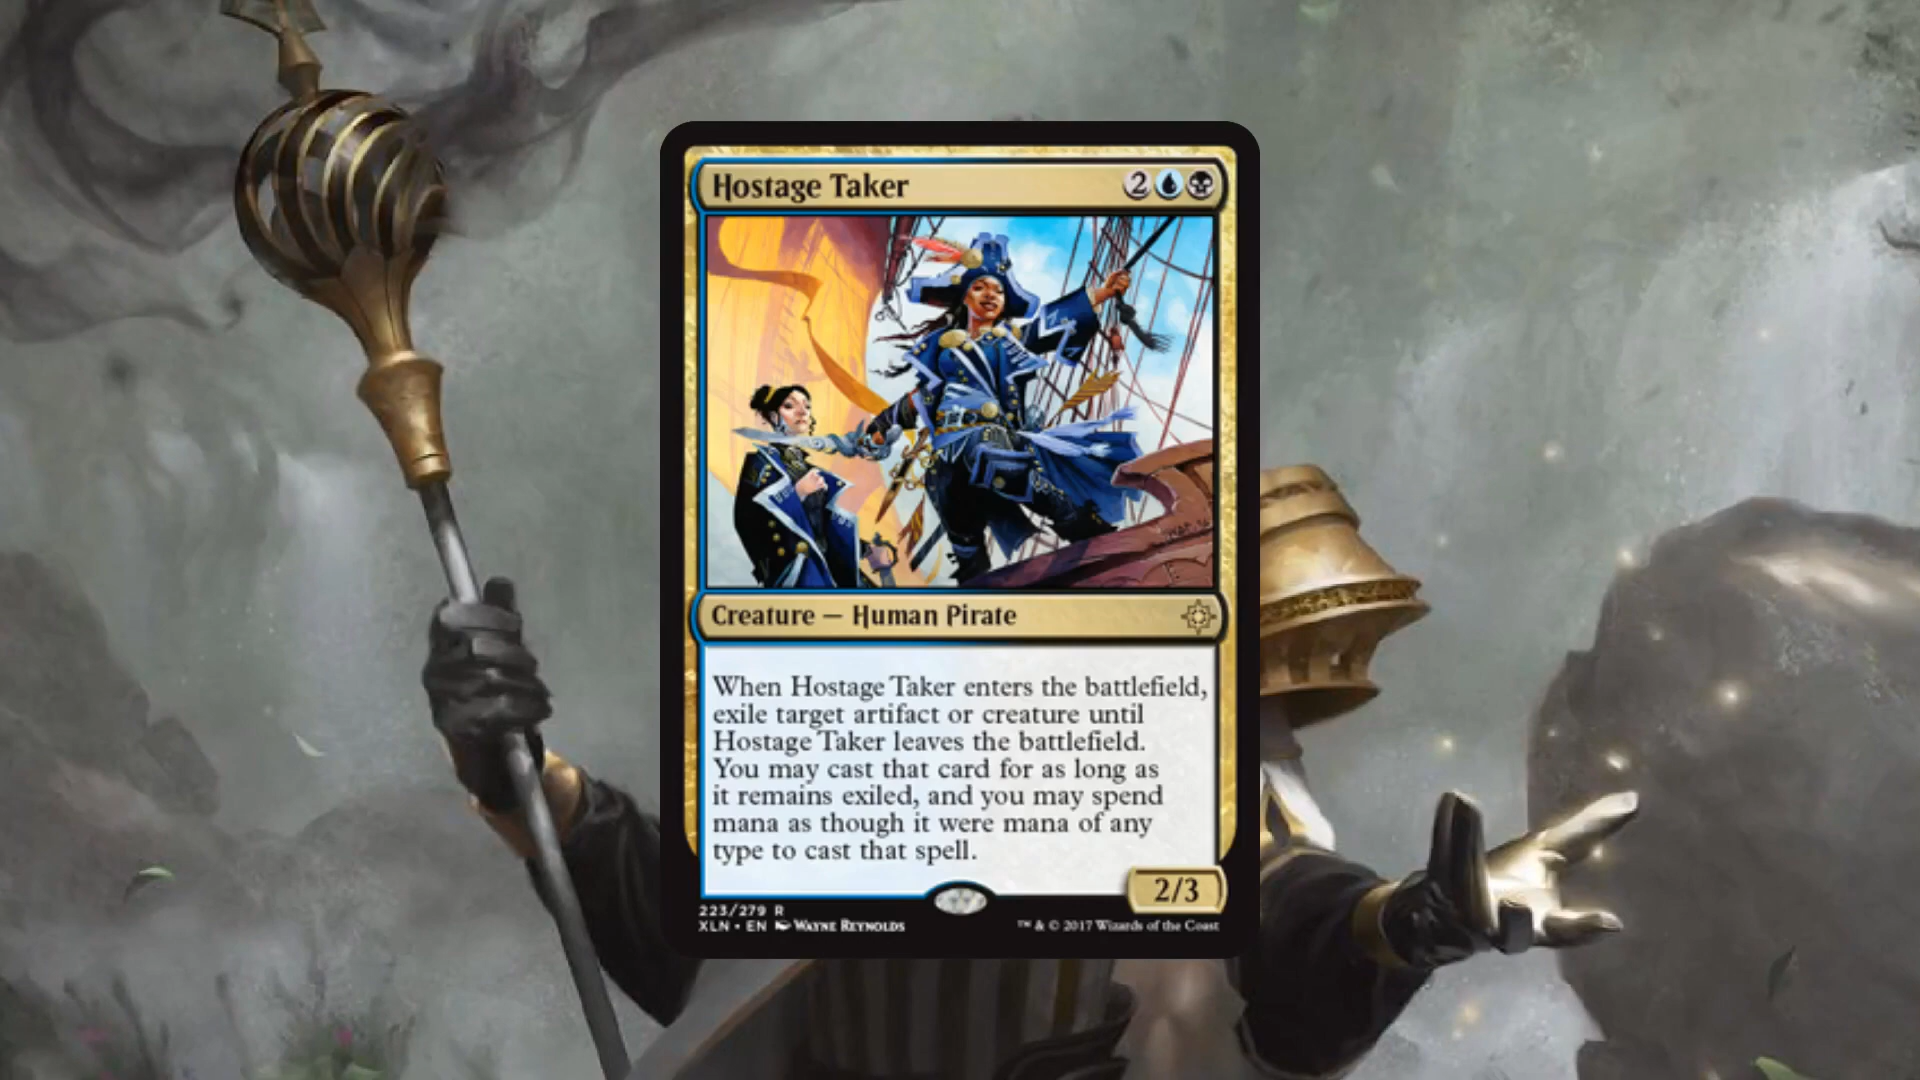 Hostage Taker 2
Creature — Human Pirate
When Hostage Taker enters the battlefield,
exile target artifact or creature until
Hostage Taker leaves the battlefield.
You may cast that card for as long as
it remains exiled, and you may spend
mana as though it were mana of any
type to cast that spell.
2/3
223/279 R
XLN • EN Wayne Reynolds
™ & © 2017 Wizards of the Coast